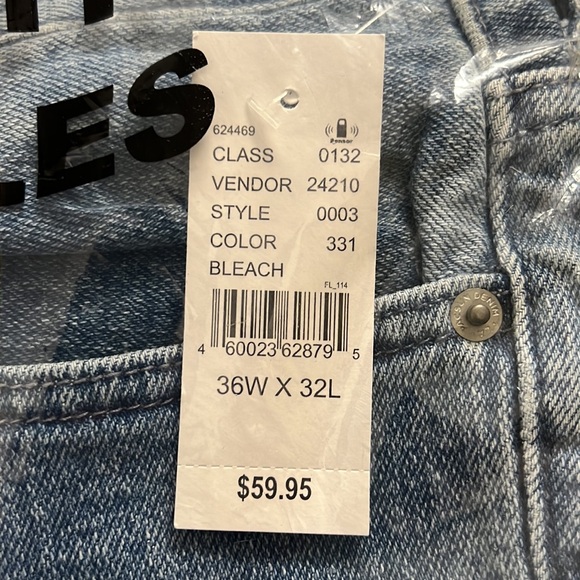 LES
624469
CLASS 0132
VENDOR 24210
STYLE 0003
COLOR 331
BLEACH
FL_114
4 60023 62879 5
36W X 32L
$59.95
DENIM